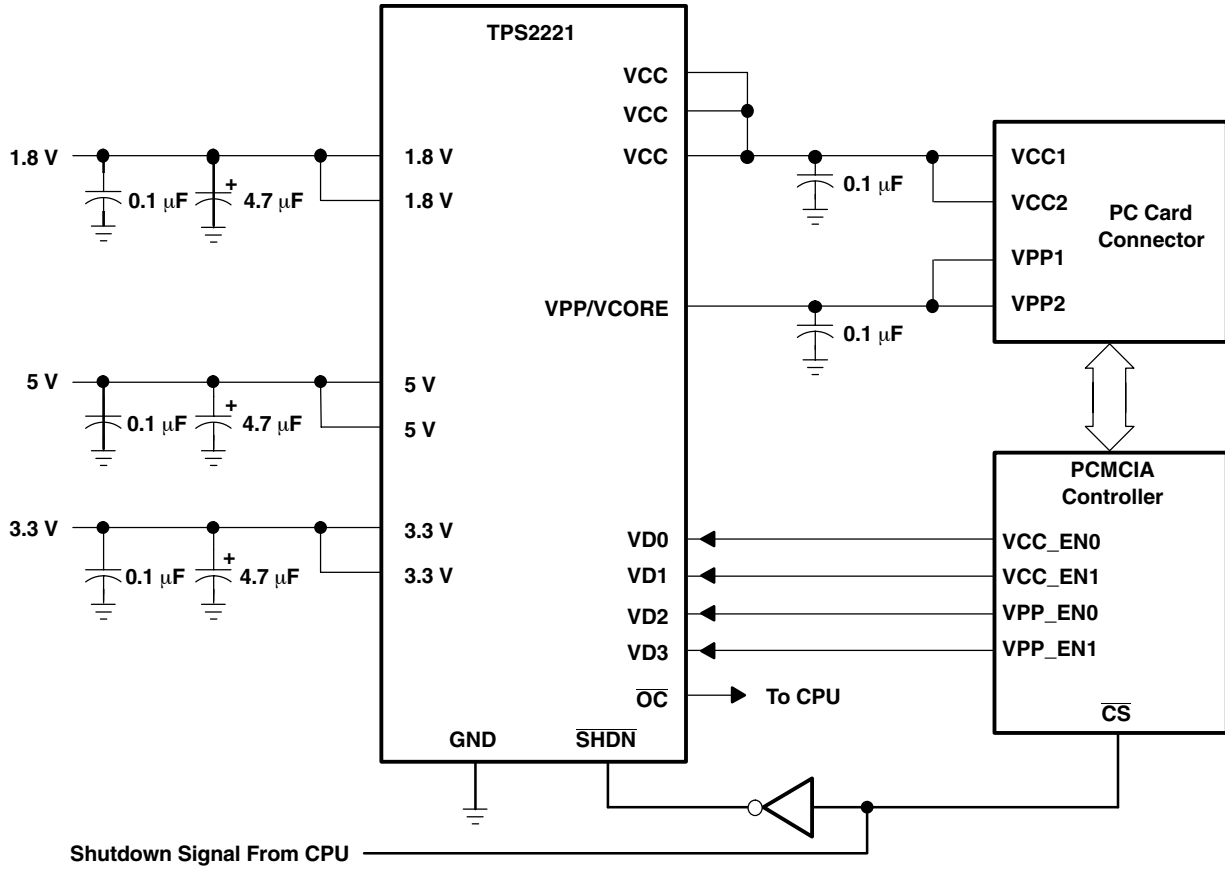 TPS2221
VCC
VCC
VCC
1.8 V
1.8 V
1.8 V
0.1 μF
4.7 μF
+
VPP/VCORE
0.1 μF
0.1 μF
VCC1
VCC2
VPP1
VPP2
PC Card
Connector
5 V
5 V
5 V
0.1 μF
4.7 μF
+
3.3 V
3.3 V
3.3 V
0.1 μF
4.7 μF
+
VD0
VD1
VD2
VD3
OC
To CPU
PCMCIA
Controller
VCC_EN0
VCC_EN1
VPP_EN0
VPP_EN1
CS
GND
SHDN
Shutdown Signal From CPU